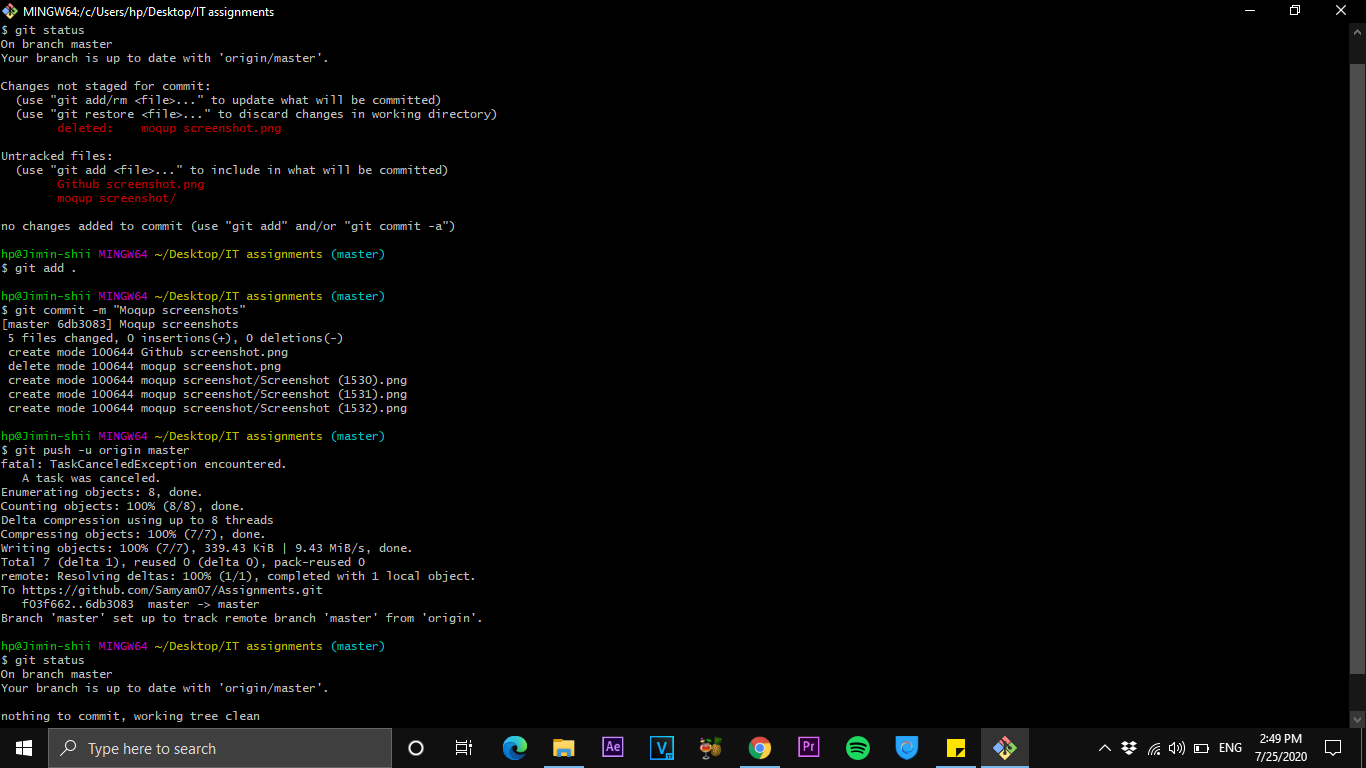 MINGW64:/c/Users/hp/Desktop/IT assignments
$ git status
On branch master
Your branch is up to date with 'origin/master'.

Changes not staged for commit:
  (use "git add/rm <file>..." to update what will be committed)
  (use "git restore <file>..." to discard changes in working directory)
        deleted:    moqup screenshot.png

Untracked files:
  (use "git add <file>..." to include in what will be committed)
        Github screenshot.png
        moqup screenshot/

no changes added to commit (use "git add" and/or "git commit -a")

hp@Jimin-shii MINGW64 ~/Desktop/IT assignments (master)
$ git add .

hp@Jimin-shii MINGW64 ~/Desktop/IT assignments (master)
$ git commit -m "Moqup screenshots"
[master 6db3083] Moqup screenshots
 5 files changed, 0 insertions(+), 0 deletions(-)
 create mode 100644 Github screenshot.png
 delete mode 100644 moqup screenshot.png
 create mode 100644 moqup screenshot/Screenshot (1530).png
 create mode 100644 moqup screenshot/Screenshot (1531).png
 create mode 100644 moqup screenshot/Screenshot (1532).png

hp@Jimin-shii MINGW64 ~/Desktop/IT assignments (master)
$ git push -u origin master
fatal: TaskCanceledException encountered.
   A task was canceled.
Enumerating objects: 8, done.
Counting objects: 100% (8/8), done.
Delta compression using up to 8 threads
Compressing objects: 100% (7/7), done.
Writing objects: 100% (7/7), 339.43 KiB | 9.43 MiB/s, done.
Total 7 (delta 1), reused 0 (delta 0), pack-reused 0
remote: Resolving deltas: 100% (1/1), completed with 1 local object.
To https://github.com/Samyam07/Assignments.git
   f03f662..6db3083  master -> master
Branch 'master' set up to track remote branch 'master' from 'origin'.

hp@Jimin-shii MINGW64 ~/Desktop/IT assignments (master)
$ git status
On branch master
Your branch is up to date with 'origin/master'.

nothing to commit, working tree clean
Type here to search
Ae
V
Pr
ENG
2:49 PM
7/25/2020